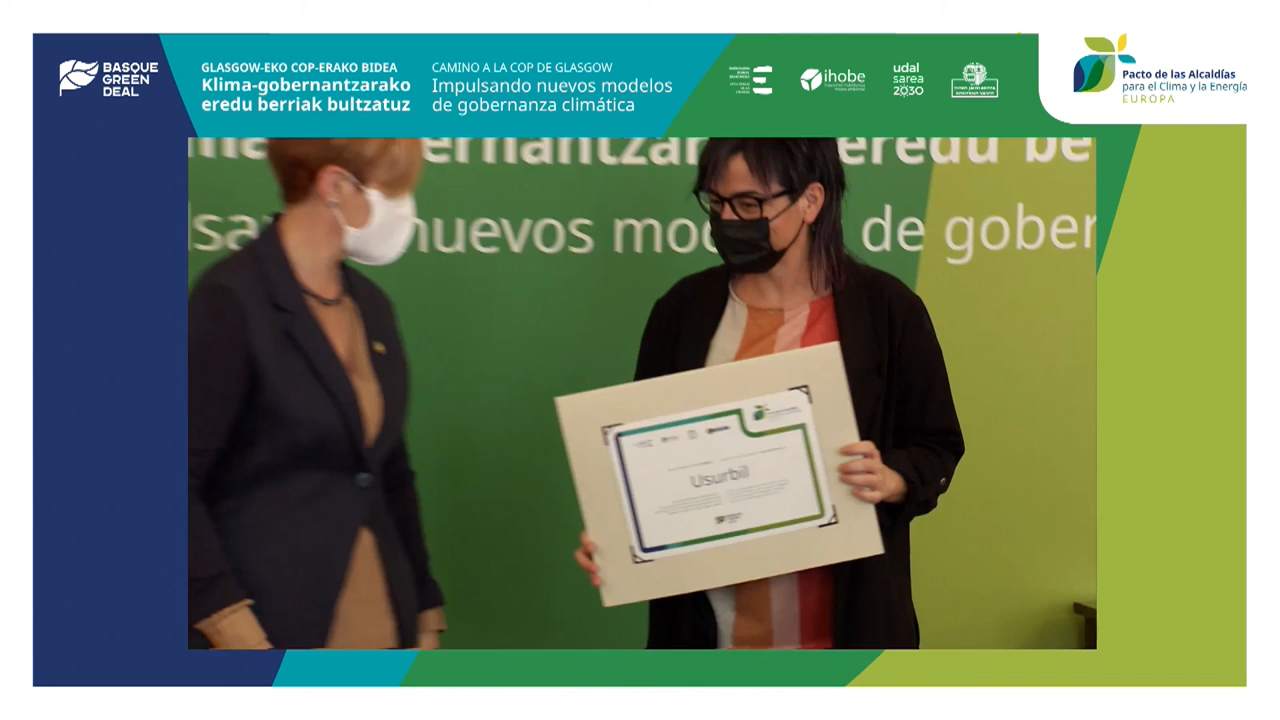 BASQUE
GREEN
DEAL
GLASGOW-EKO COP-ERAKO BIDEA
Klima-gobernantzarako
eredu berriak bultzatuz
CAMINO A LA COP DE GLASGOW
Impulsando nuevos modelos
de gobernanza climática
ihobe
udal
sarea
2030
Pacto de las Alcaldías
para el Clima y la Energía
EUROPA
ernantzar eredu be
nuevos mo de gober
Usurbil